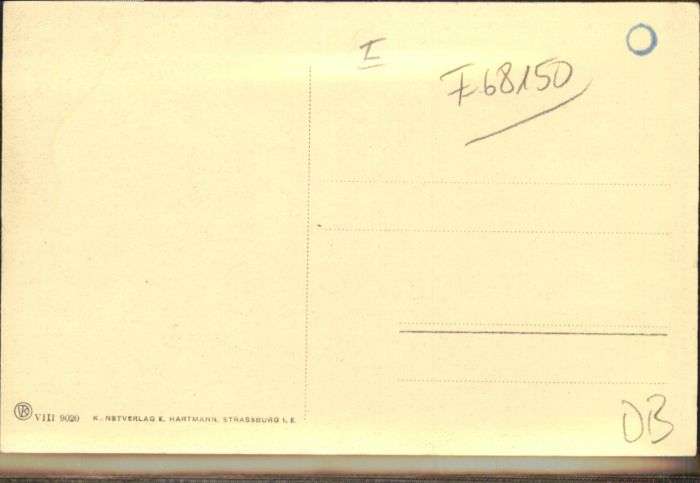 I
F68150
VIII 9020 K. NSTVERLAG E. HARTMANN, STRASSBURG I. E.
DB